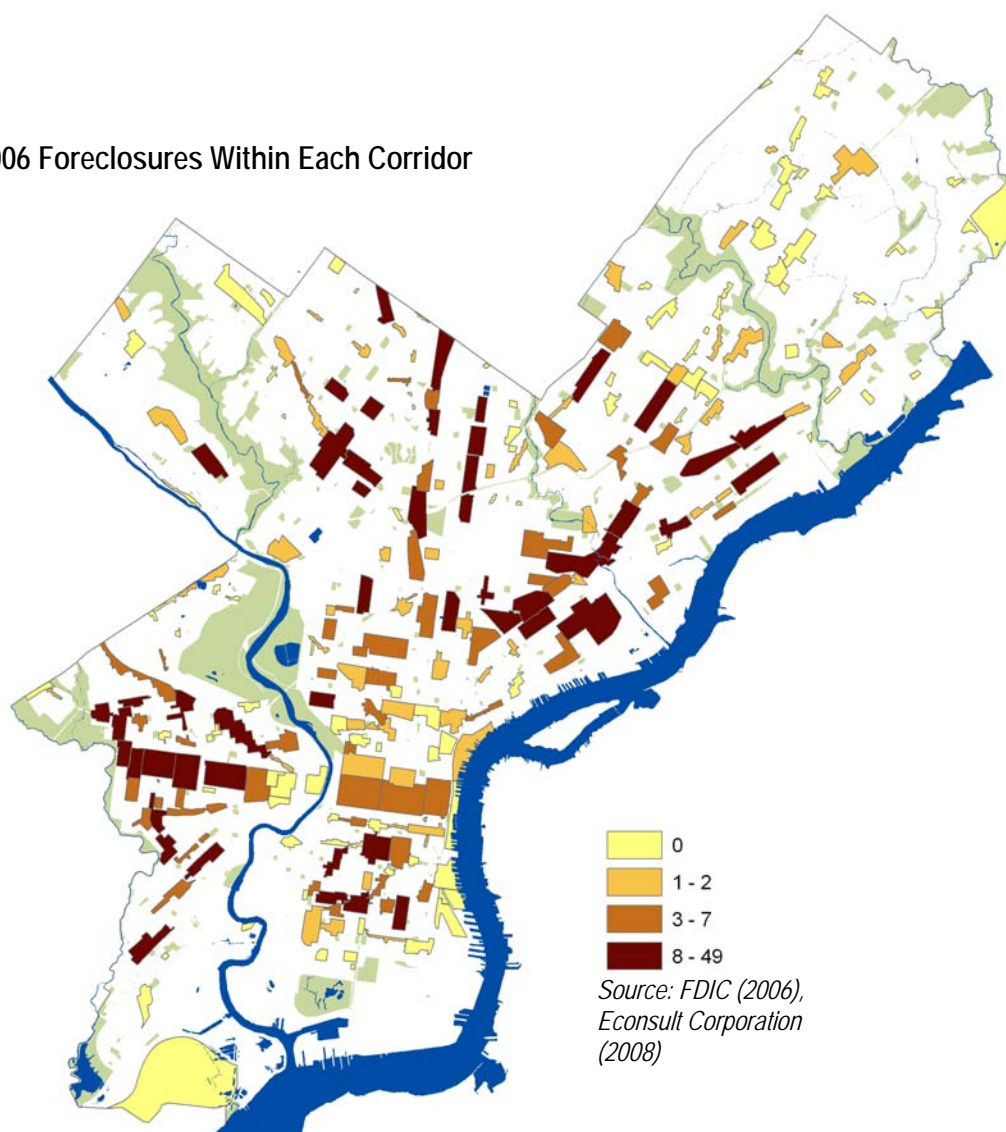 06 Foreclosures Within Each Corridor
0
1 - 2
3 - 7
8 - 49
Source: FDIC (2006),
Econsult Corporation
(2008)